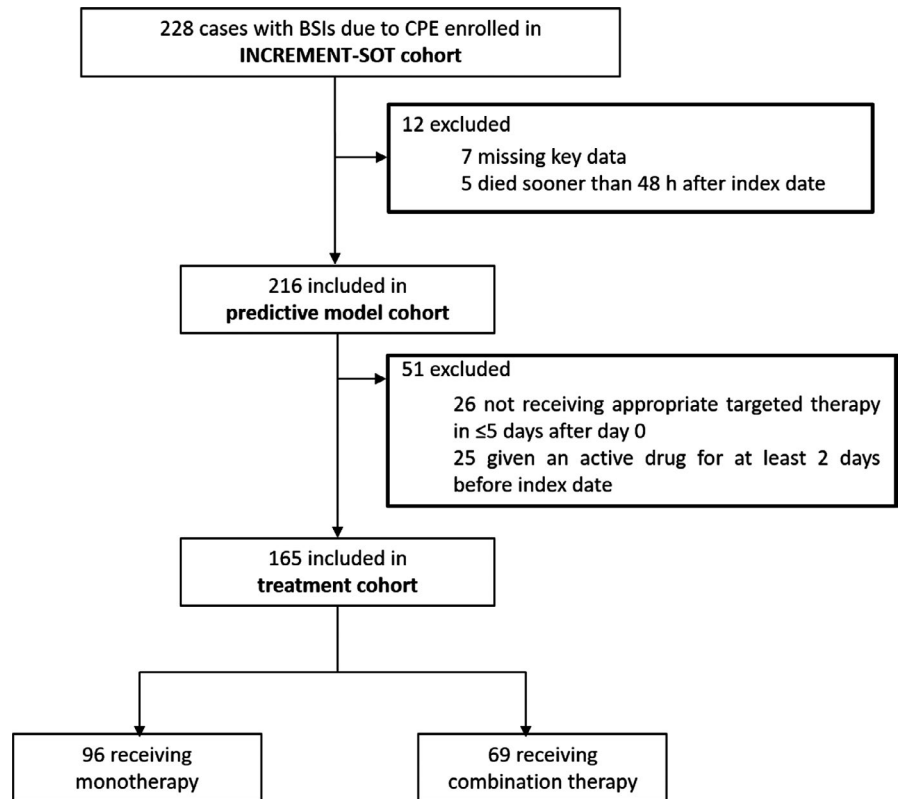 228 cases with BSIs due to CPE enrolled in
INCREMENT-SOT cohort
12 excluded
7 missing key data
5 died sooner than 48 h after index date
216 included in
predictive model cohort
51 excluded
26 not receiving appropriate targeted therapy
in ≤5 days after day 0
25 given an active drug for at least 2 days
before index date
165 included in
treatment cohort
96 receiving
monotherapy
69 receiving
combination therapy